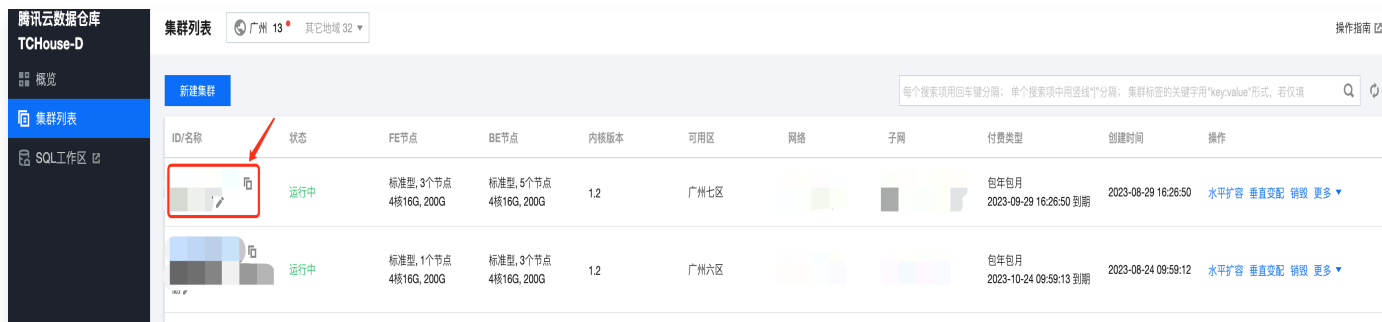 腾讯云数据仓库
TCHouse-D
概览
集群列表
SQL工作区
集群列表 广州 13 其它地域 32
操作指南
新建集群
每个搜索项用回车键分隔； 单个搜索项中用竖线"|"分隔； 集群标签的关键字用"key:value"形式，若仅填
ID/名称 状态 FE节点 BE节点 内核版本 可用区 网络 子网 付费类型 创建时间 操作
运行中 标准型, 3个节点 标准型, 5个节点 1.2 广州七区 包年包月 2023-08-29 16:26:50 水平扩容 垂直变配 销毁 更多
4核16G, 200G 4核16G, 200G 2023-09-29 16:26:50 到期
运行中 标准型, 1个节点 标准型, 3个节点 1.2 广州六区 包年包月 2023-08-24 09:59:12 水平扩容 垂直变配 销毁 更多
4核16G, 200G 4核16G, 200G 2023-10-24 09:59:13 到期